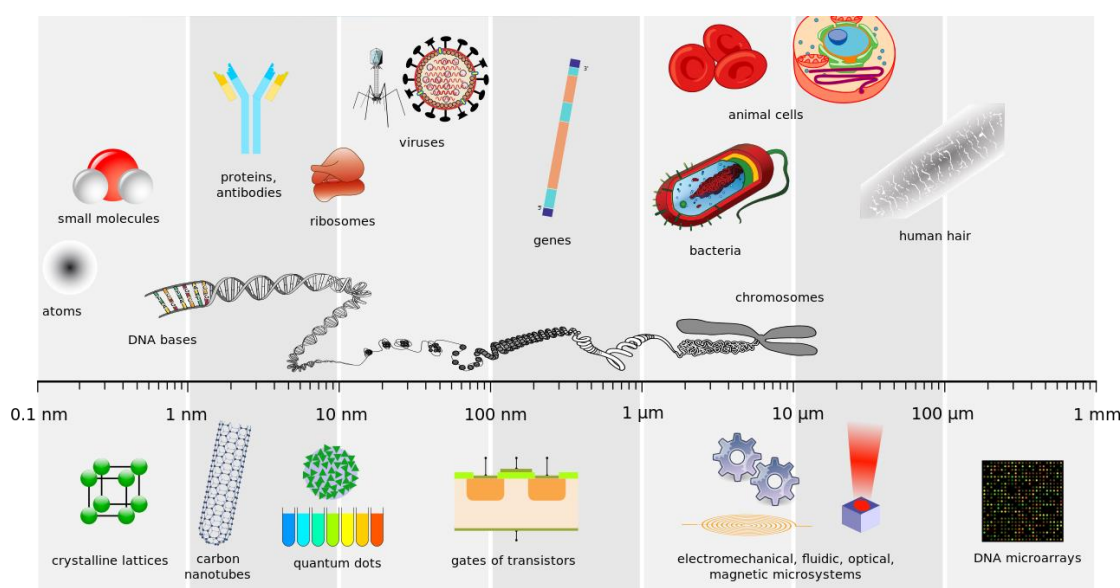 viruses
animal cells
proteins,
antibodies
small molecules
ribosomes
3'
5'
genes
bacteria
human hair
atoms
DNA bases
chromosomes
0.1 nm
1 nm
10 nm
100 nm
1 μm
10 μm
100 μm
1 mm
crystalline lattices
carbon
nanotubes
quantum dots
gates of transistors
electromechanical, fluidic, optical,
magnetic microsystems
DNA microarrays